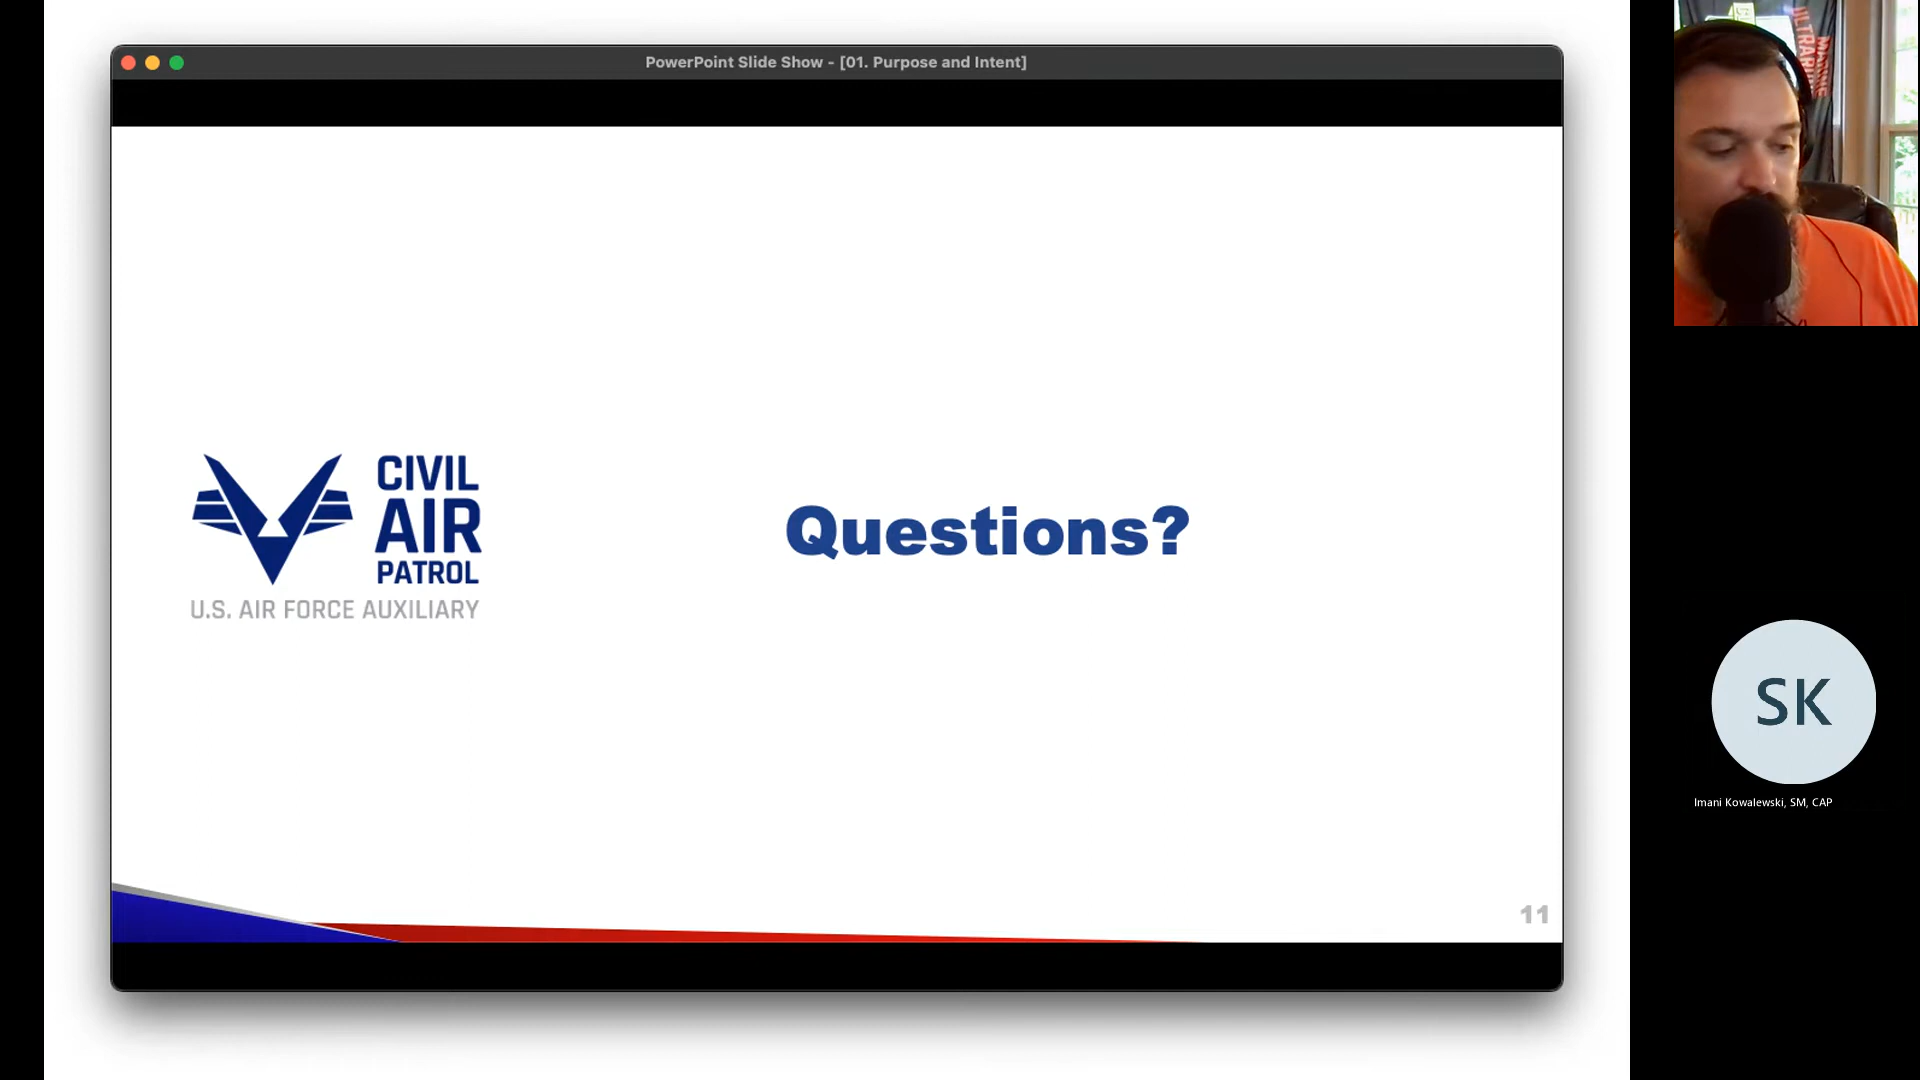 PowerPoint Slide Show - [01. Purpose and Intent]
CIVIL
AIR
PATROL
U.S. AIR FORCE AUXILIARY
Questions?
11
ULTRARUN
SK
Imani Kowalewski, SM, CAP